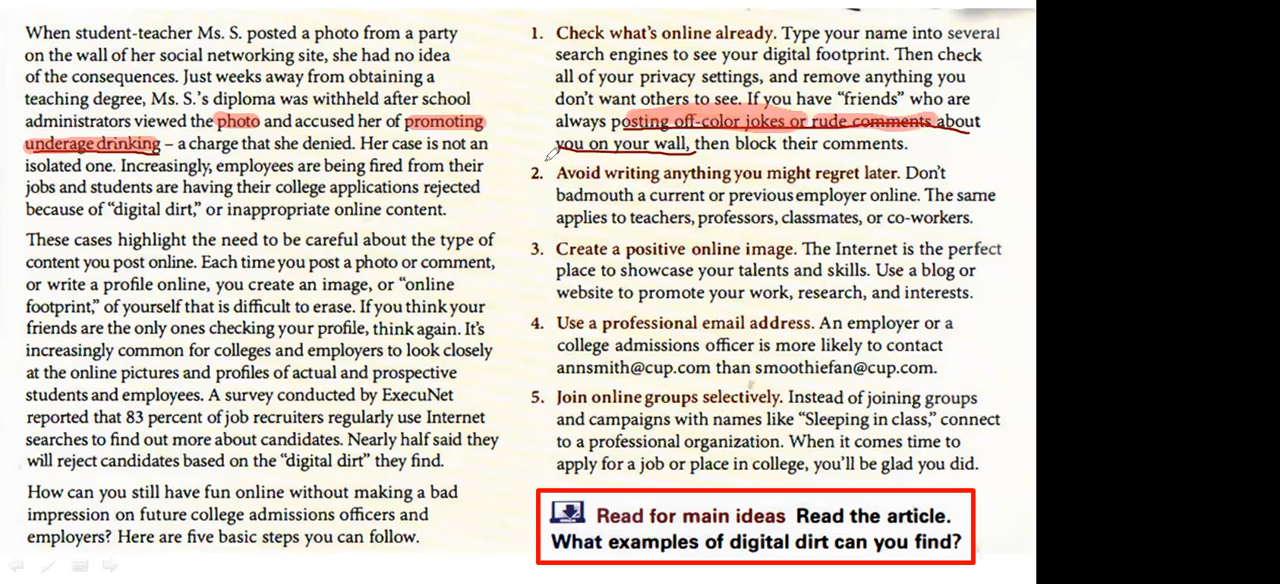 When student-teacher Ms. S. posted a photo from a party
on the wall of her social networking site, she had no idea
of the consequences. Just weeks away from obtaining a
teaching degree, Ms. S.'s diploma was withheld after school
administrators viewed the photo and accused her of promoting
underage drinking – a charge that she denied. Her case is not an
isolated one. Increasingly, employees are being fired from their
jobs and students are having their college applications rejected
because of “digital dirt,” or inappropriate online content.
These cases highlight the need to be careful about the type of
content you post online. Each time you post a photo or comment,
or write a profile online, you create an image, or “online
footprint,” of yourself that is difficult to erase. If you think your
friends are the only ones checking your profile, think again. It's
increasingly common for colleges and employers to look closely
at the online pictures and profiles of actual and prospective
students and employees. A survey conducted by ExecuNet
reported that 83 percent of job recruiters regularly use Internet
searches to find out more about candidates. Nearly half said they
will reject candidates based on the “digital dirt” they find.
How can you still have fun online without making a bad
impression on future college admissions officers and
employers? Here are five basic steps you can follow.
1. Check what's online already. Type your name into several
search engines to see your digital footprint. Then check
all of your privacy settings, and remove anything you
don't want others to see. If you have “friends” who are
always posting off-color jokes or rude comments about
you on your wall, then block their comments.
2. Avoid writing anything you might regret later. Don't
badmouth a current or previous employer online. The same
applies to teachers, professors, classmates, or co-workers.
3. Create a positive online image. The Internet is the perfect
place to showcase your talents and skills. Use a blog or
website to promote your work, research, and interests.
4. Use a professional email address. An employer or a
college admissions officer is more likely to contact
annsmith@cup.com than smoothiefan@cup.com.
5. Join online groups selectively. Instead of joining groups
and campaigns with names like “Sleeping in class,” connect
to a professional organization. When it comes time to
apply for a job or place in college, you'll be glad you did.
Read for main ideas Read the article.
What examples of digital dirt can you find?